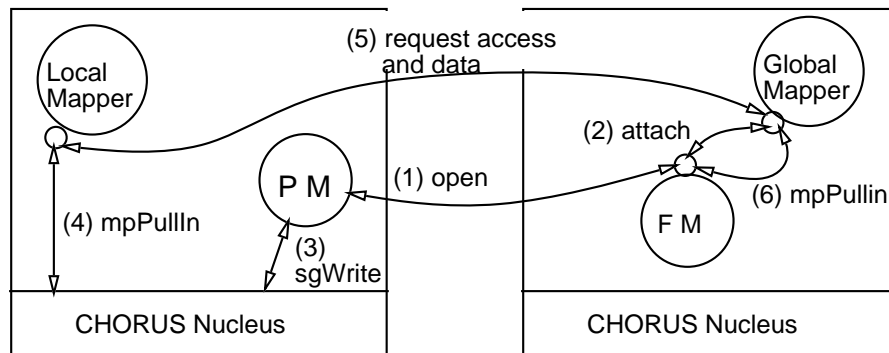 (5) request access
and data
Local
Mapper
Global
Mapper
(2) attach
P M
(1) open
(6) mpPullin
(4) mpPullIn
(3)
sgWrite
F M
CHORUS Nucleus
CHORUS Nucleus